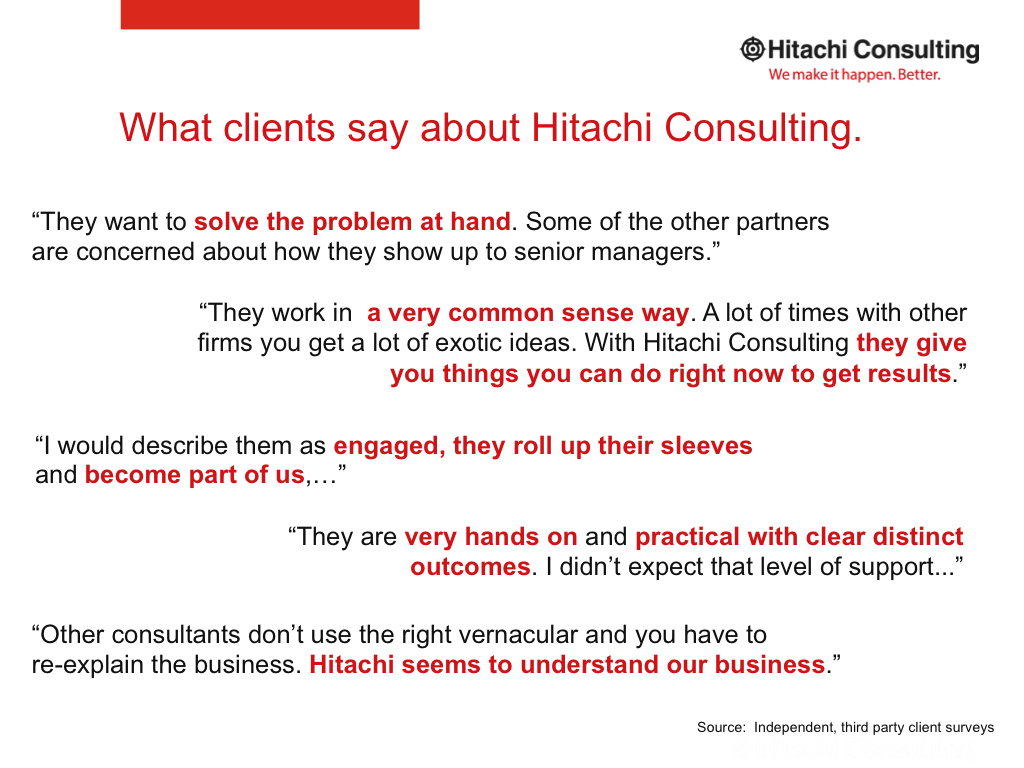 Hitachi Consulting
We make it happen. Better.
What clients say about Hitachi Consulting.
“They want to solve the problem at hand. Some of the other partners
are concerned about how they show up to senior managers.”
“They work in  a very common sense way. A lot of times with other
firms you get a lot of exotic ideas. With Hitachi Consulting they give
you things you can do right now to get results.”
“I would describe them as engaged, they roll up their sleeves
and become part of us,…”
“They are very hands on and practical with clear distinct
outcomes. I didn’t expect that level of support...”
“Other consultants don’t use the right vernacular and you have to
re-explain the business. Hitachi seems to understand our business.”
Source:  Independent, third party client surveys